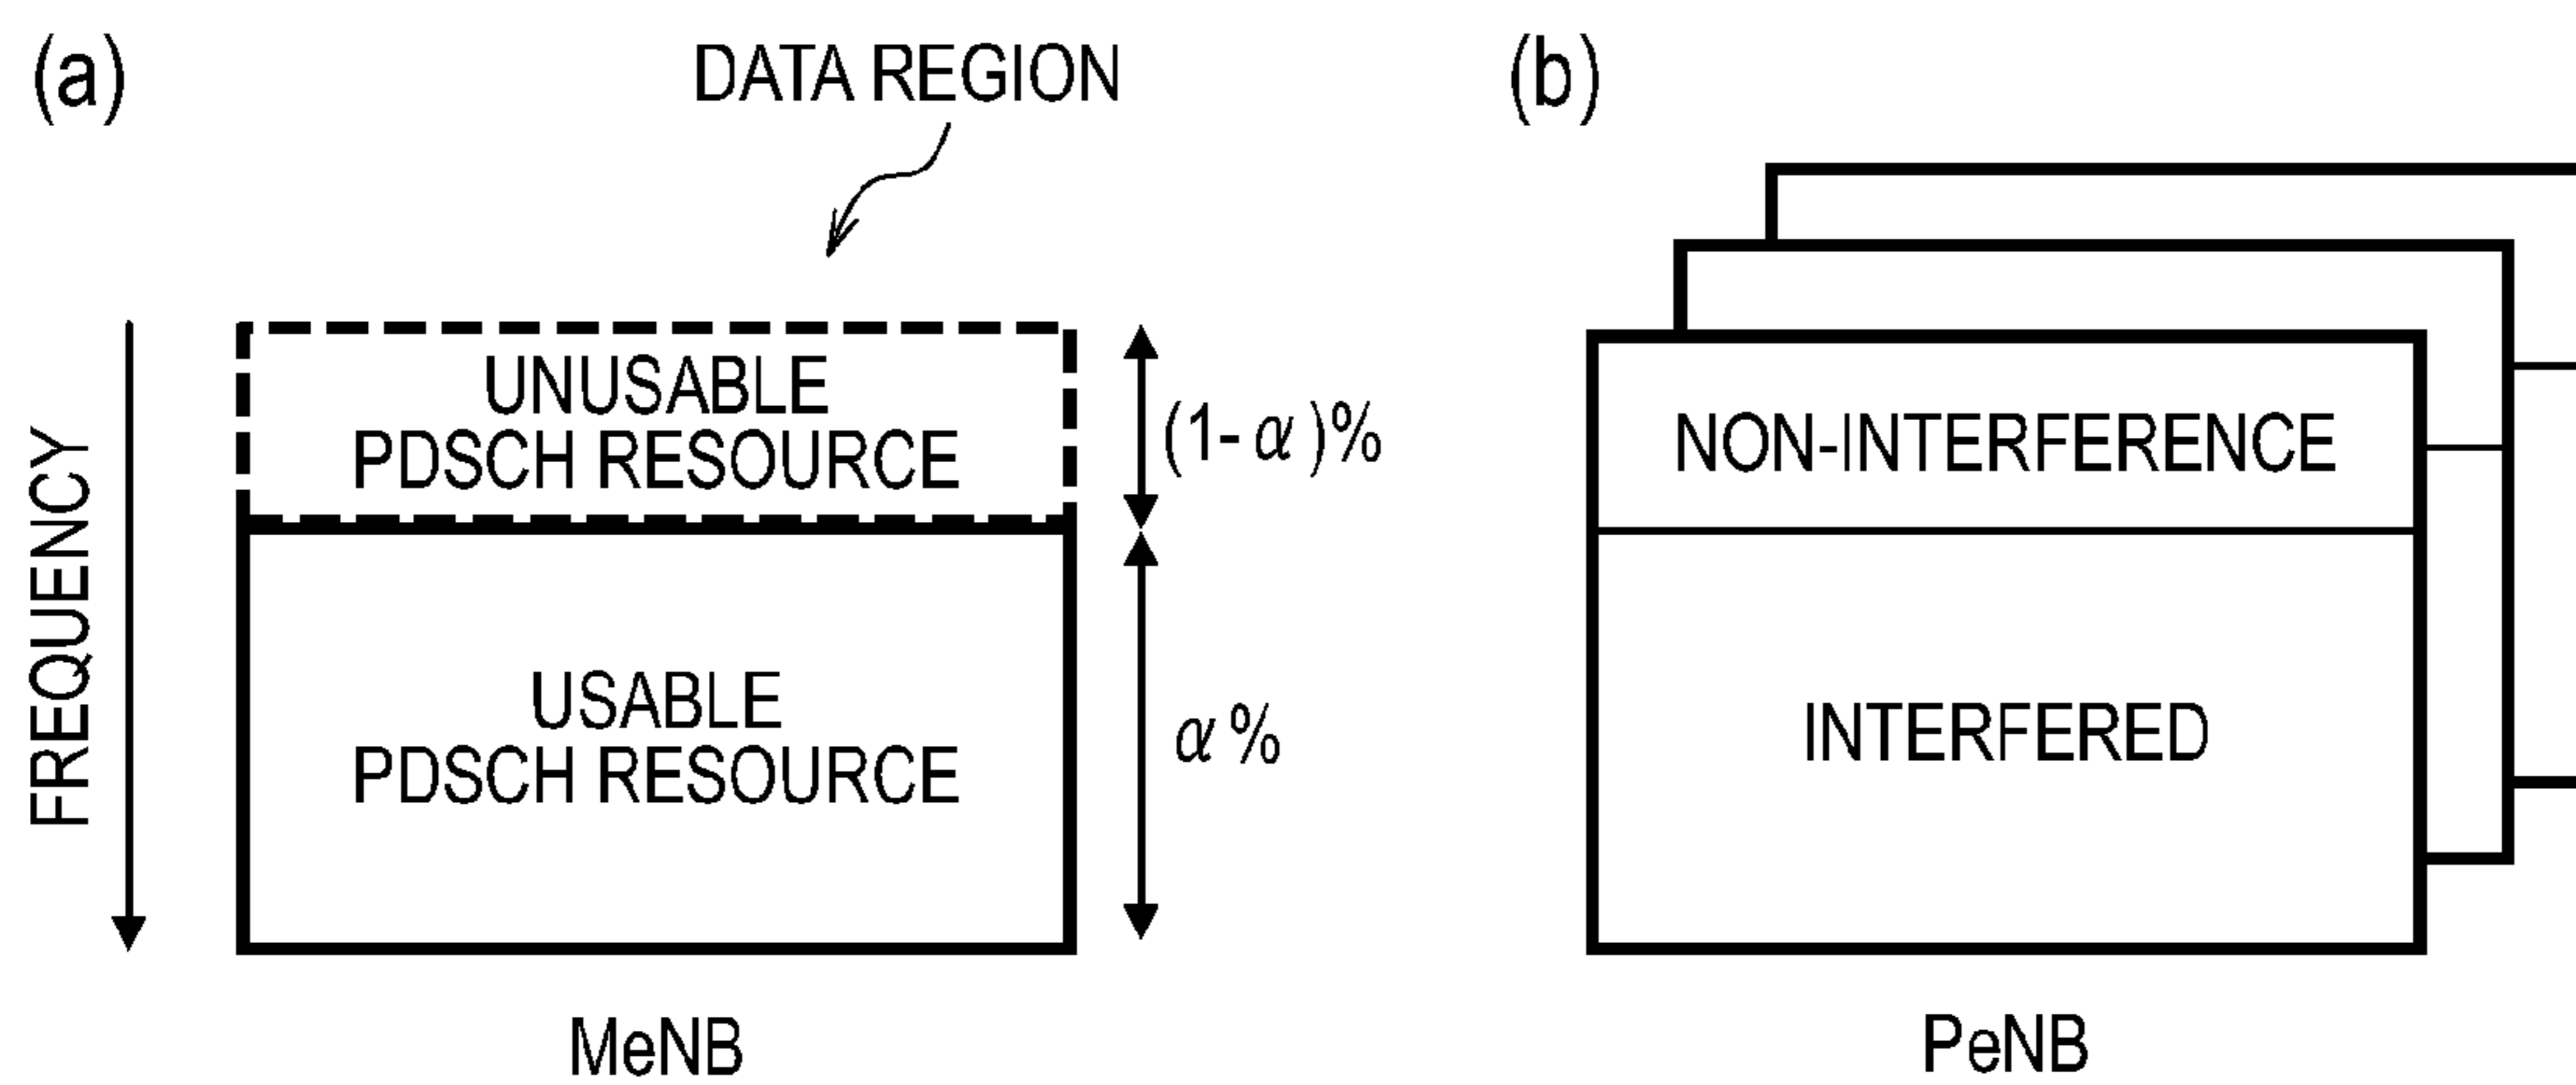 (a)
DATA REGION
FREQUENCY
UNUSABLE
PDSCH RESOURCE
(1-α)%
USABLE
PDSCH RESOURCE
α%
MeNB
(b)
NON-INTERFERENCE
INTERFERED
PeNB